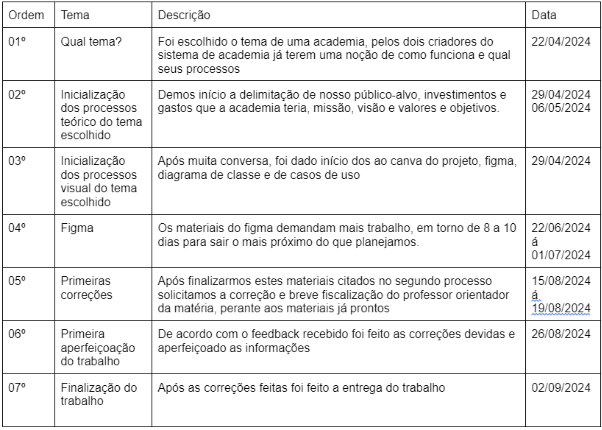 Ordem Tema Descrição Data
01º Qual tema? Foi escolhido o tema de uma academia, pelos dois criadores do 22/04/2024
sistema de academia já terem uma noção de como funciona e qual
seus processos
02º Inicialização Demos início a delimitação de nosso público-alvo, investimentos e 29/04/2024
dos processos gastos que a academia teria, missão, visão e valores e objetivos. 06/05/2024
teórico do tema
escolhido
03º Inicialização Após muita conversa, foi dado início dos ao canva do projeto, figma, 29/04/2024
dos processos diagrama de classe e de casos de uso
visual do tema
escolhido
04º Figma Os materiais do figma demandam mais trabalho, em torno de 8 a 10 22/06/2024
dias para sair o mais próximo do que planejamos. á
01/07/2024
05º Primeiras Após finalizarmos estes materiais citados no segundo processo 15/08/2024
correções solicitamos a correção e breve fiscalização do professor orientador á
da matéria, perante aos materiais já prontos 19/08/2024
06º Primeira De acordo com o feedback recebido foi feito as correções devidas e 26/08/2024
aperfeiçoação aperfeiçoado as informações
do trabalho
07º Finalização do Após as correções feitas foi feito a entrega do trabalho 02/09/2024
trabalho